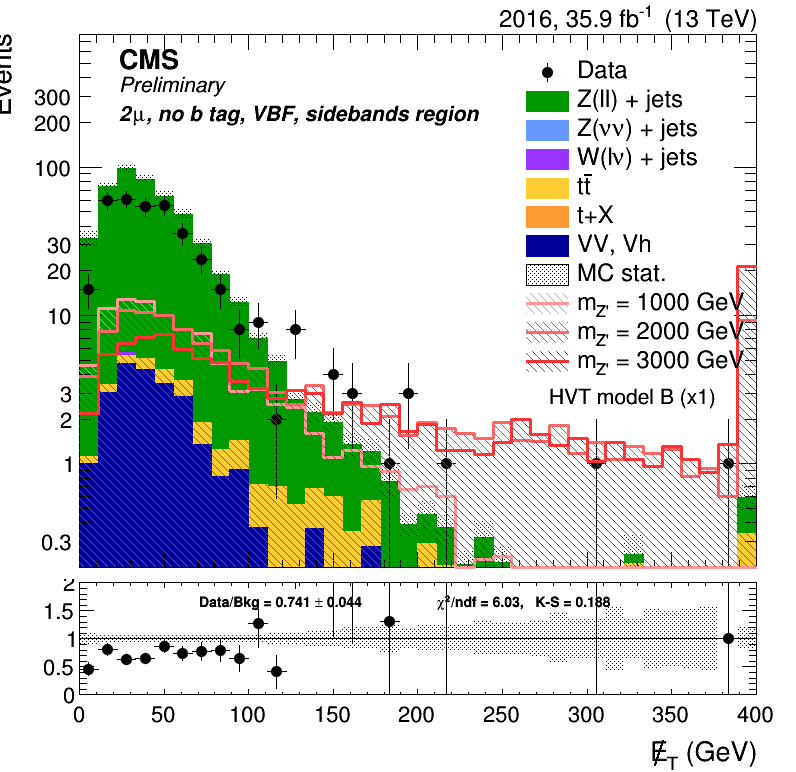 2016, 35.9 fb⁻¹ (13 TeV)
Events
CMS
Preliminary
2μ, no b tag, VBF, sidebands region
Data
Z(ll) + jets
Z(νν) + jets
W(lν) + jets
tt̄
t+X
VV, Vh
MC stat.
m_Z' = 1000 GeV
m_Z' = 2000 GeV
m_Z' = 3000 GeV
HVT model B (x1)
300
200
100
30
20
10
3
2
1
0.3
Data/Bkg = 0.741 ± 0.044 χ²/ndf = 6.03, K-S = 0.188
2
1.5
1
0.5
0
0 50 100 150 200 250 300 350 400
E̸_T (GeV)